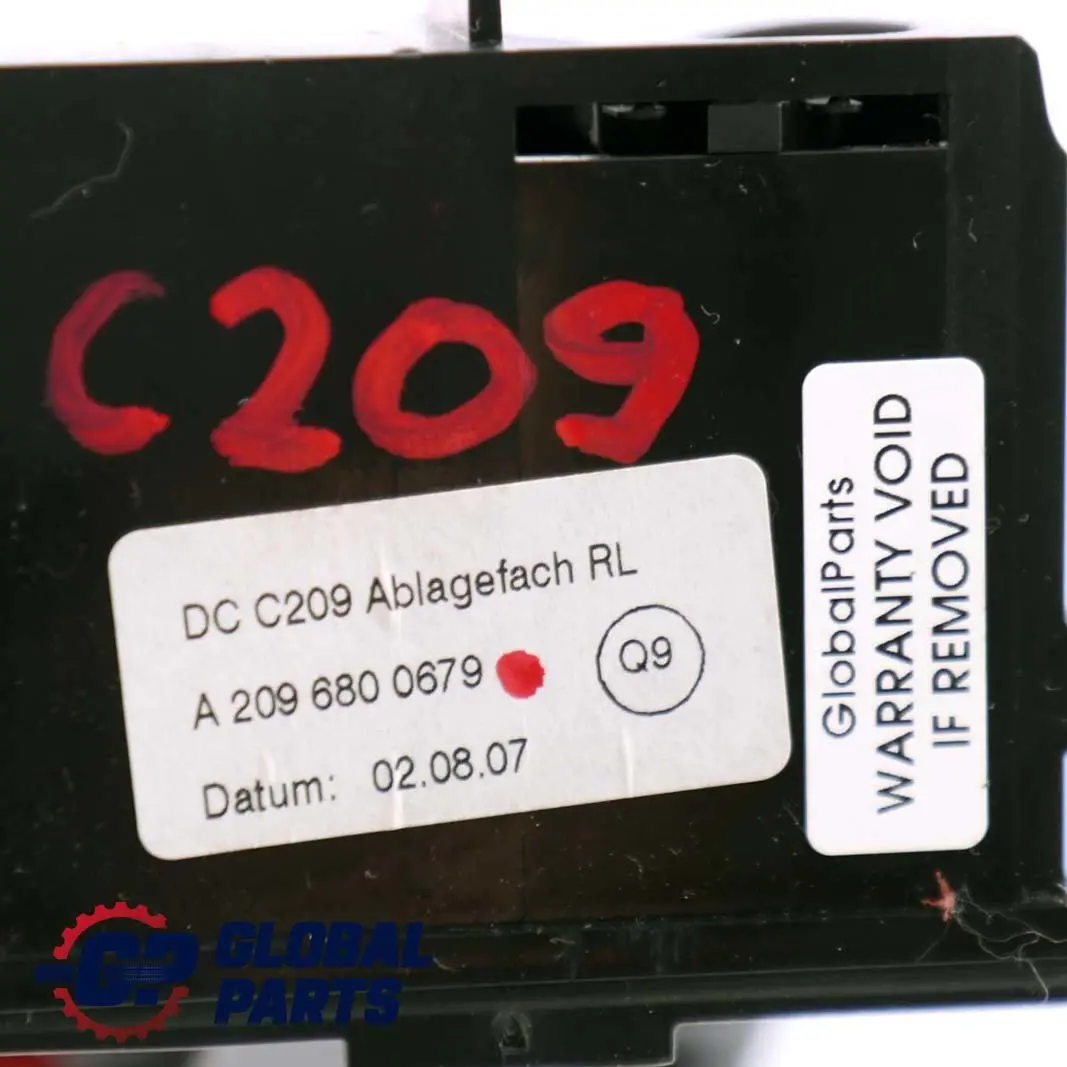 C209
DC C209 Ablagefach RL
A 209 680 0679
Q9
Datum: 02.08.07
GlobalParts
WARRANTY VOID
IF REMOVED
GP
GLOBAL
PARTS